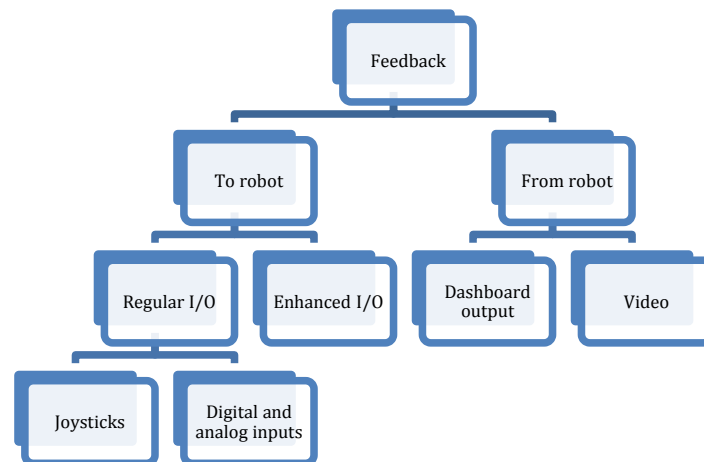 Feedback
To robot
From robot
Regular I/O
Enhanced I/O
Dashboard
output
Video
Joysticks
Digital and
analog inputs